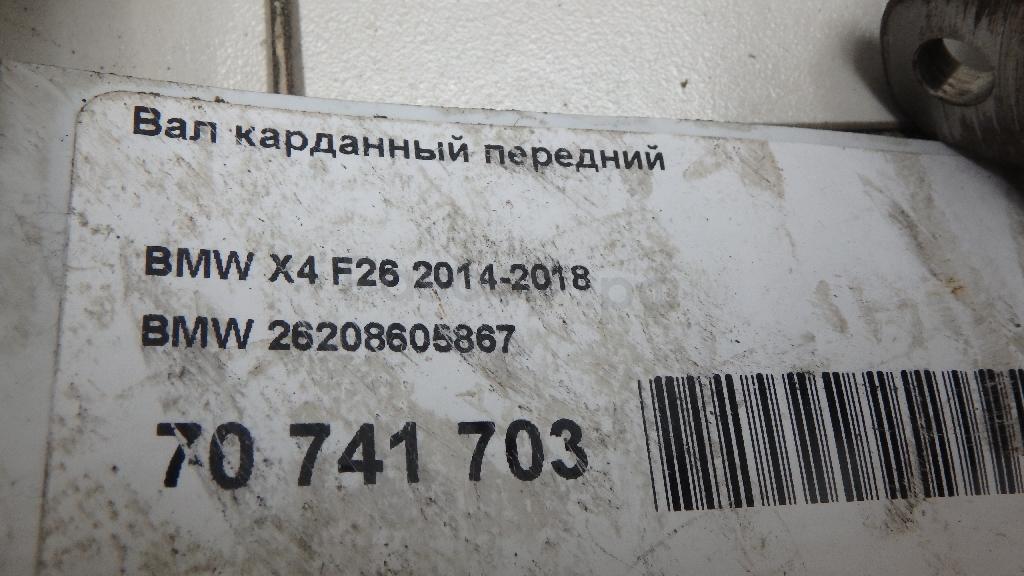 Вал карданный передний
BMW X4 F26 2014-2018
BMW 26208605867
70 741 703